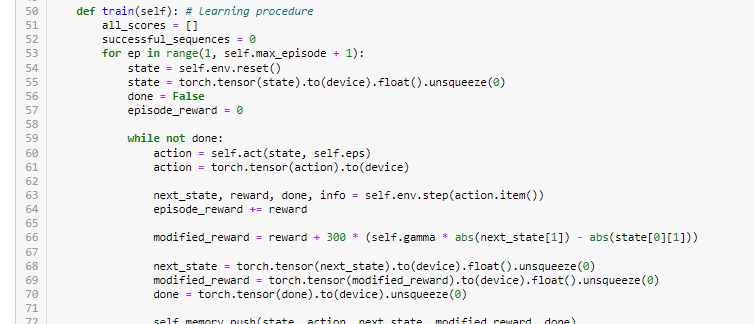 50 def train(self): # Learning procedure
51 all_scores = []
52 successful_sequences = 0
53 for ep in range(1, self.max_episode + 1):
54 state = self.env.reset()
55 state = torch.tensor(state).to(device).float().unsqueeze(0)
56 done = False
57 episode_reward = 0
58
59 while not done:
60 action = self.act(state, self.eps)
61 action = torch.tensor(action).to(device)
62
63 next_state, reward, done, info = self.env.step(action.item())
64 episode_reward += reward
65
66 modified_reward = reward + 300 * (self.gamma * abs(next_state[1]) - abs(state[0][1]))
67
68 next_state = torch.tensor(next_state).to(device).float().unsqueeze(0)
69 modified_reward = torch.tensor(modified_reward).to(device).float().unsqueeze(0)
70 done = torch.tensor(done).to(device).unsqueeze(0)
71
72 self.memory.push(state, action, next_state, modified_reward, done)